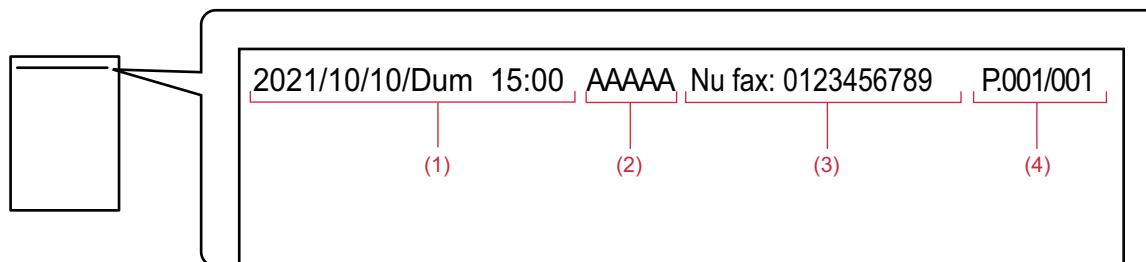 2021/10/10/Dum 15:00 AAAAA Nu fax: 0123456789 P.001/001
(1) (2) (3) (4)